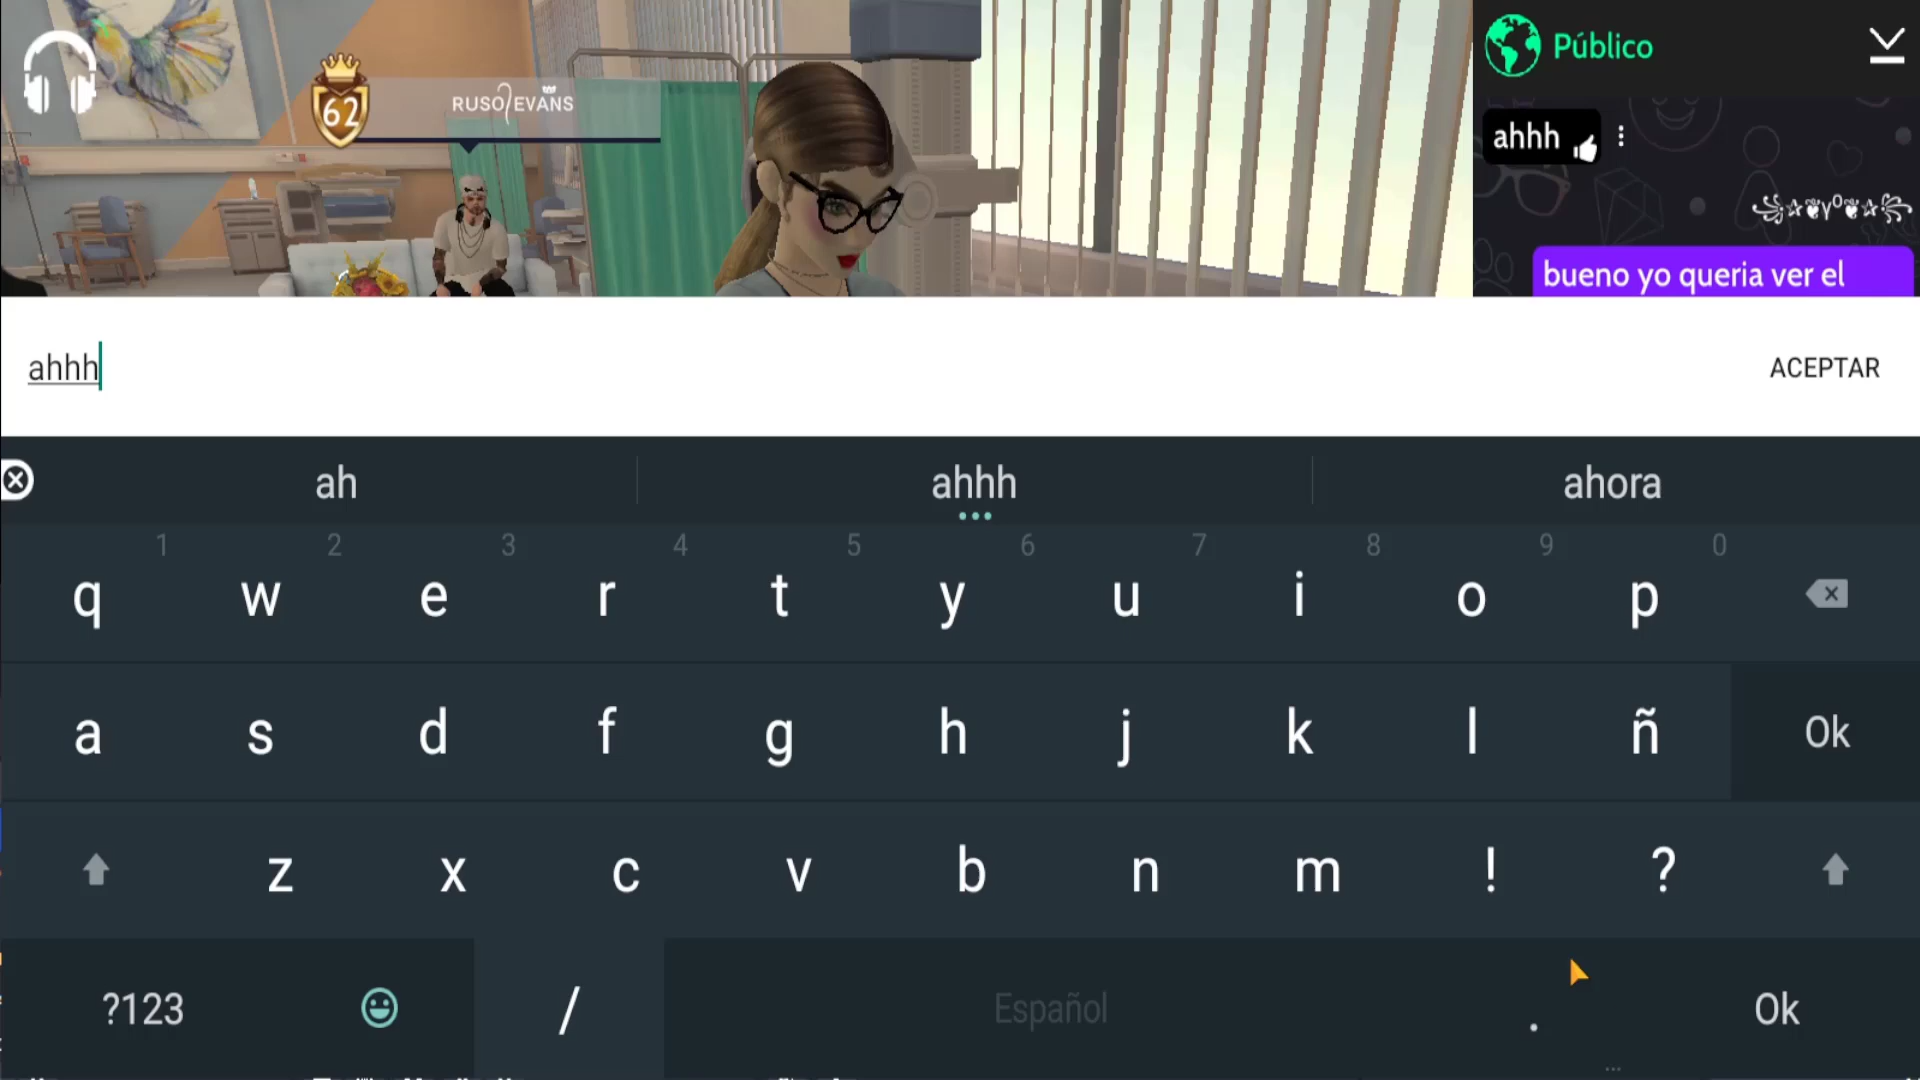 62
RUSO EVANS
Público
ahhh
bueno yo queria ver el
ahhh
ACEPTAR
ah
ahhh
ahora
1 2 3 4 5 6 7 8 9 0
q w e r t y u i o p
a s d f g h j k l ñ Ok
z x c v b n m ! ?
?123 / Español . Ok